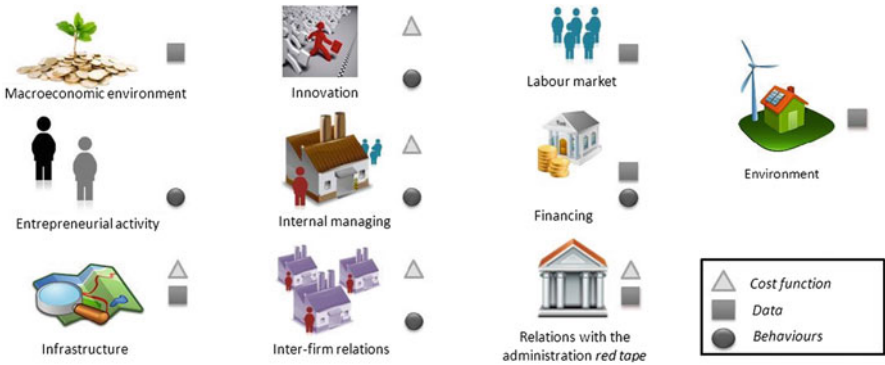 Macroeconomic environment
Innovation
Labour market
Entrepreneurial activity
Internal managing
Financing
Environment
Infrastructure
Inter-firm relations
Relations with the
administration red tape
Cost function
Data
Behaviours